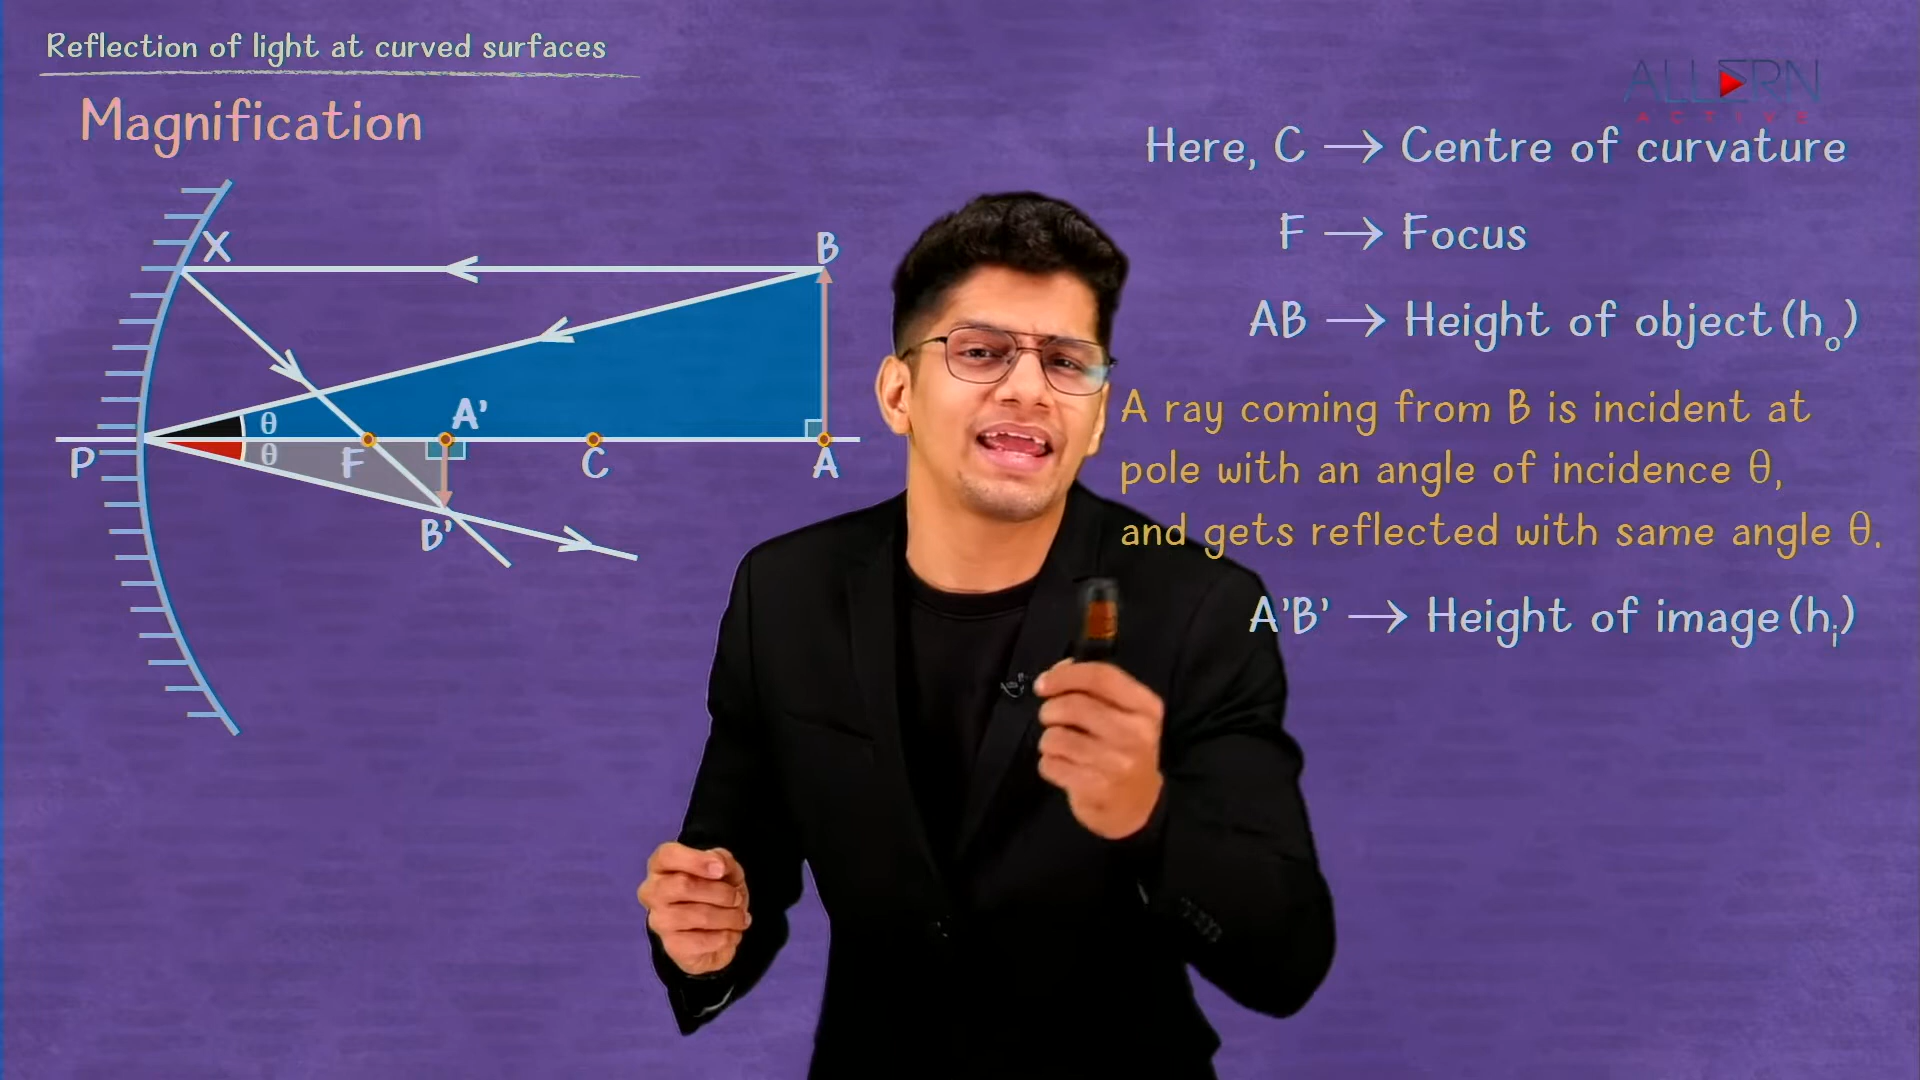 Reflection of light at curved surfaces
ALLERN
ACTIVE
Magnification
Here, C → Centre of curvature
F → Focus
AB → Height of object (h₀)
A ray coming from B is incident at
pole with an angle of incidence θ,
and gets reflected with same angle θ.
A'B' → Height of image (hᵢ)
X
B
θ
A'
θ
P
F
C
A
B'